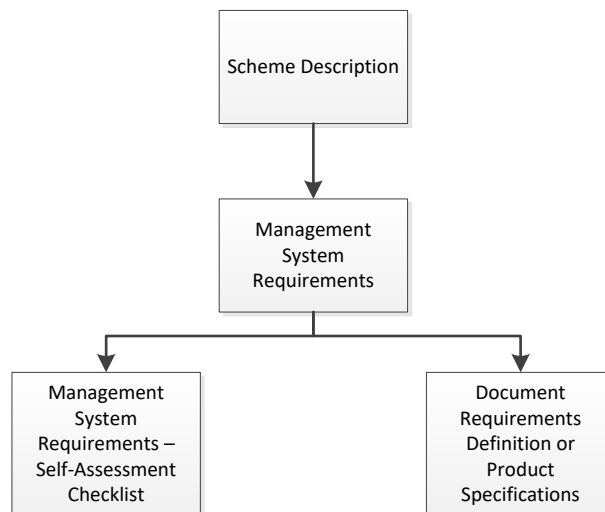 Scheme Description
Management
System
Requirements
Management
System
Requirements –
Self-Assessment
Checklist
Document
Requirements
Definition or
Product
Specifications